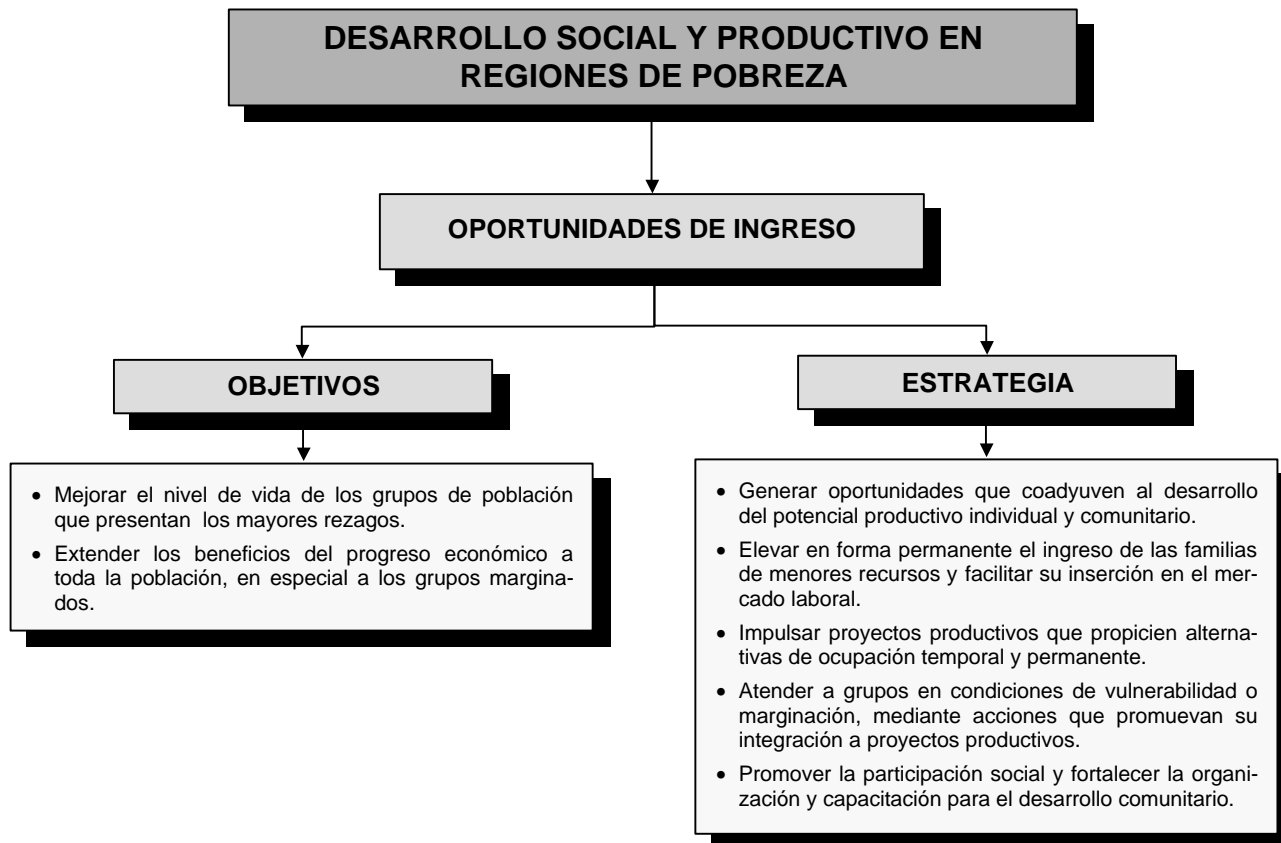 DESARROLLO SOCIAL Y PRODUCTIVO EN
REGIONES DE POBREZA
OPORTUNIDADES DE INGRESO
OBJETIVOS
• Mejorar el nivel de vida de los grupos de población
que presentan los mayores rezagos.
• Extender los beneficios del progreso económico a
toda la población, en especial a los grupos margina-
dos.
ESTRATEGIA
• Generar oportunidades que coadyuven al desarrollo
del potencial productivo individual y comunitario.
• Elevar en forma permanente el ingreso de las familias
de menores recursos y facilitar su inserción en el mer-
cado laboral.
• Impulsar proyectos productivos que propicien alterna-
tivas de ocupación temporal y permanente.
• Atender a grupos en condiciones de vulnerabilidad o
marginación, mediante acciones que promuevan su
integración a proyectos productivos.
• Promover la participación social y fortalecer la organi-
zación y capacitación para el desarrollo comunitario.